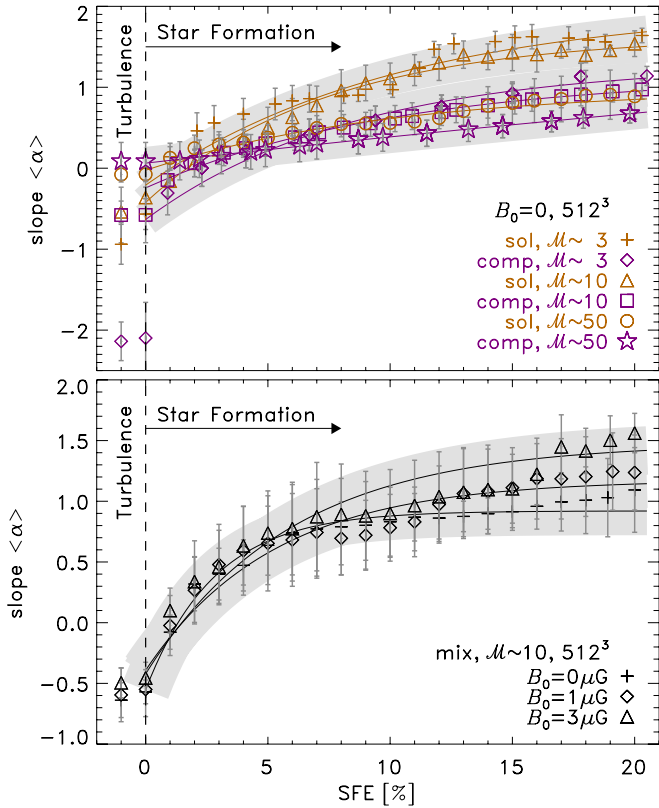 2
1
0
-1
-2
slope <α>
Turbulence
Star Formation
B₀=0, 512³
sol, ℳ~ 3
comp, ℳ~ 3
sol, ℳ~10
comp, ℳ~10
sol, ℳ~50
comp, ℳ~50
2.0
1.5
1.0
0.5
0.0
-0.5
-1.0
slope <α>
Turbulence
Star Formation
mix, ℳ~10, 512³
B₀=0μG
B₀=1μG
B₀=3μG
0 5 10 15 20
SFE [%]